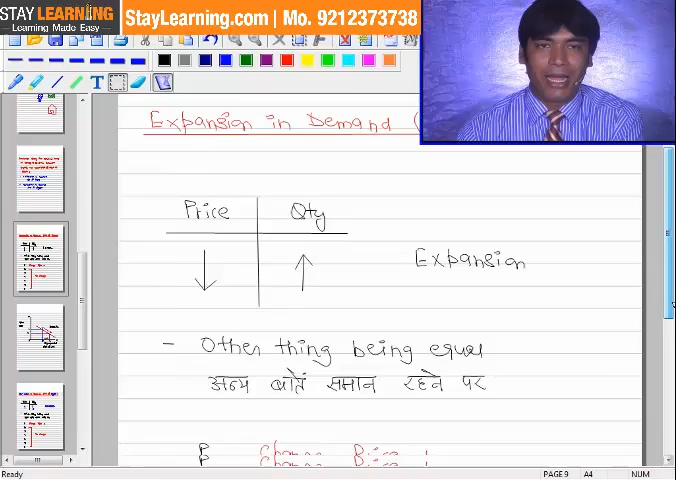 STAY LEARNING
Learning Made Easy
StayLearning.com | Mo. 9212373738
T
Expansion in Demand (
Price Qty
↓ ↑ Expansion
- Other thing being equal
अन्य बातें समान रहने पर
Ready
PAGE 9 A4 NUM